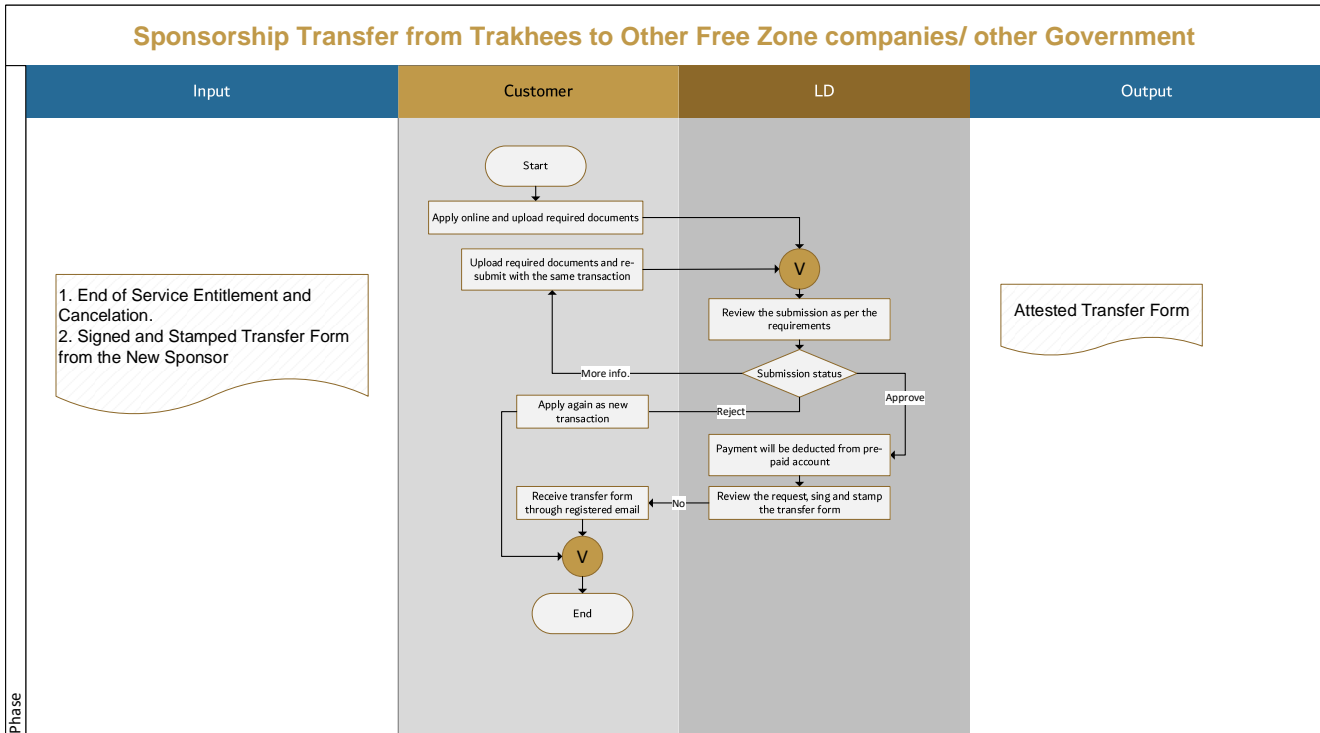 Sponsorship Transfer from Trakhees to Other Free Zone companies/ other Government
Input
Customer
LD
Output
Start
Apply online and upload required documents
Upload required documents and re-
submit with the same transaction
V
Review the submission as per the
requirements
1. End of Service Entitlement and
Cancelation.
2. Signed and Stamped Transfer Form
from the New Sponsor
Attested Transfer Form
More info.
Submission status
Apply again as new
transaction
Reject
Approve
Payment will be deducted from pre-
paid account
Receive transfer form
through registered email
No
Review the request, sing and stamp
the transfer form
V
End
Phase